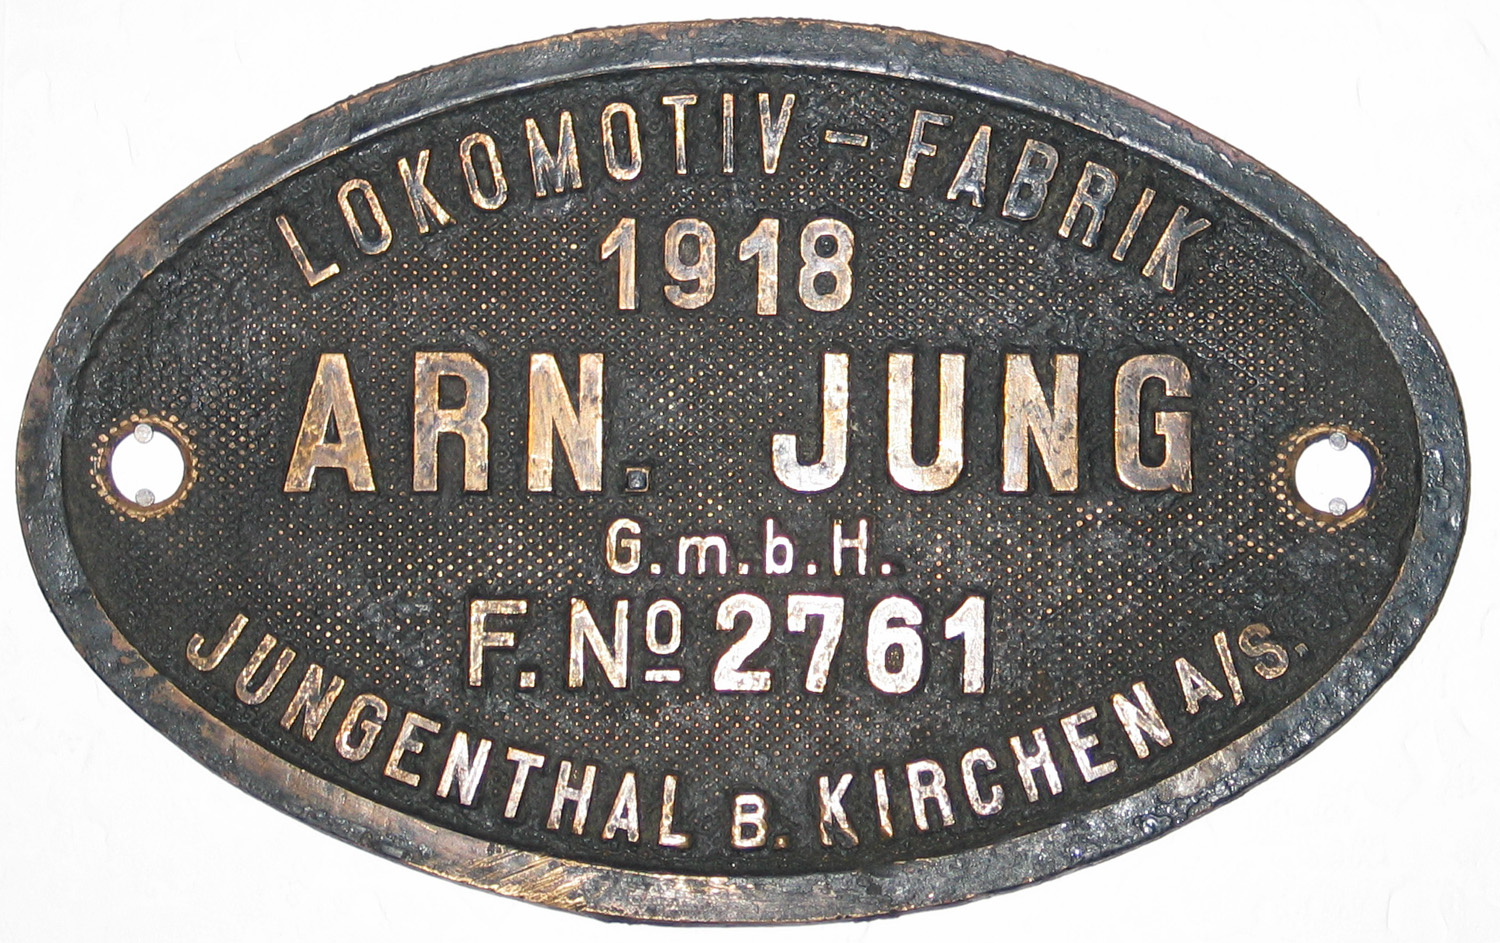 LOKOMOTIV-FABRIK
1918
ARN. JUNG
G.m.b.H.
F. Nº 2761
JUNGENTHAL B. KIRCHEN A/S.